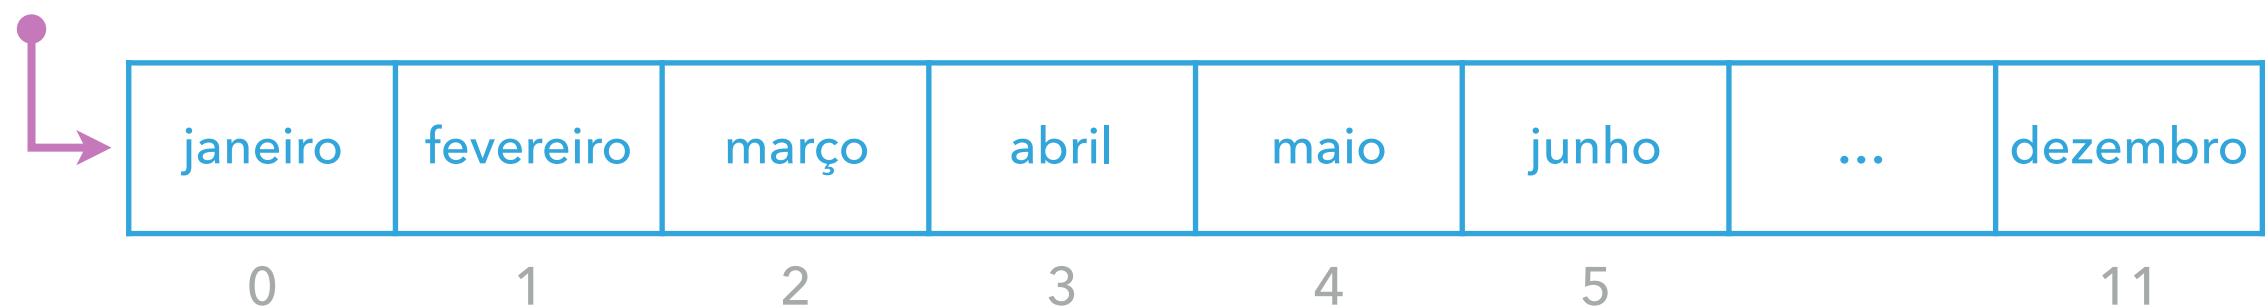 janeiro fevereiro março abril maio junho ... dezembro
0 1 2 3 4 5 11